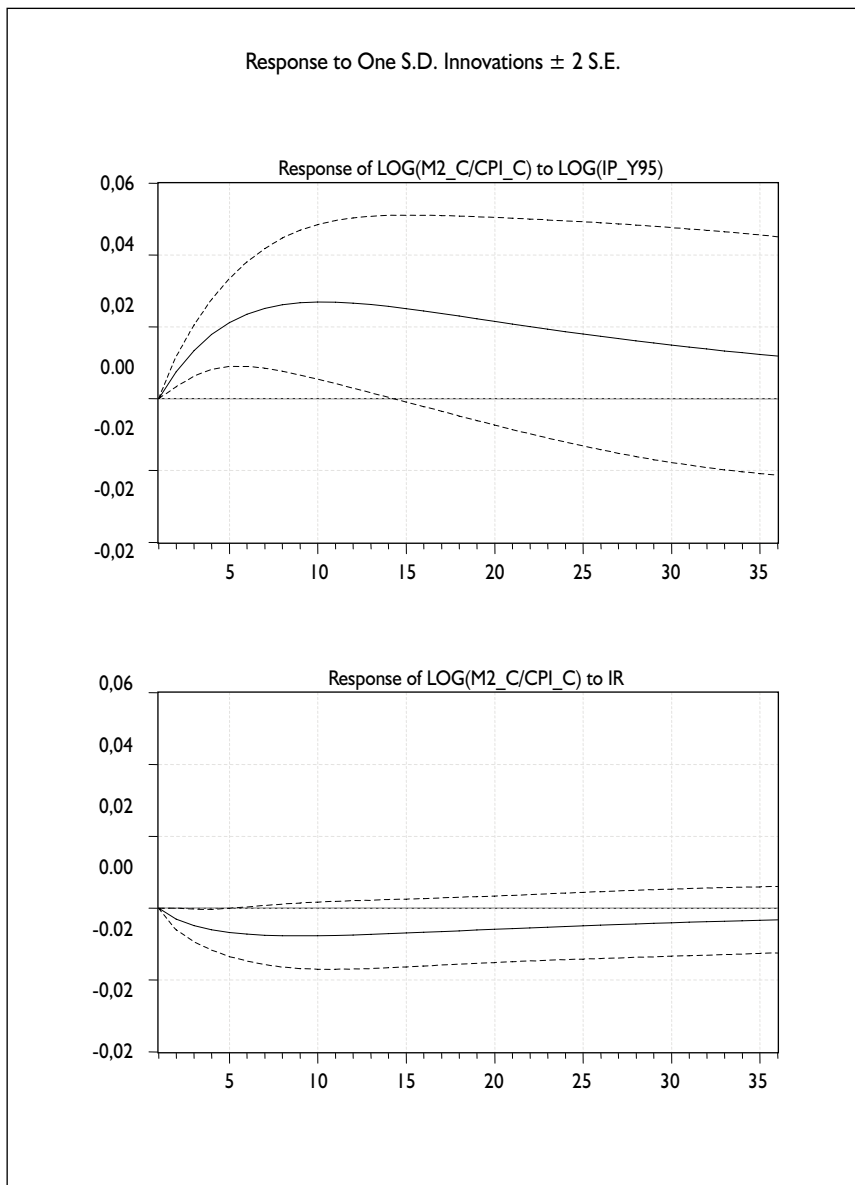 Response to One S.D. Innovations ± 2 S.E.
Response of LOG(M2_C/CPI_C) to LOG(IP_Y95)
0,06
0,04
0,02
0.00
-0.02
-0,02
-0,02
5 10 15 20 25 30 35
Response of LOG(M2_C/CPI_C) to IR
0,06
0,04
0,02
0.00
-0.02
-0,02
-0,02
5 10 15 20 25 30 35